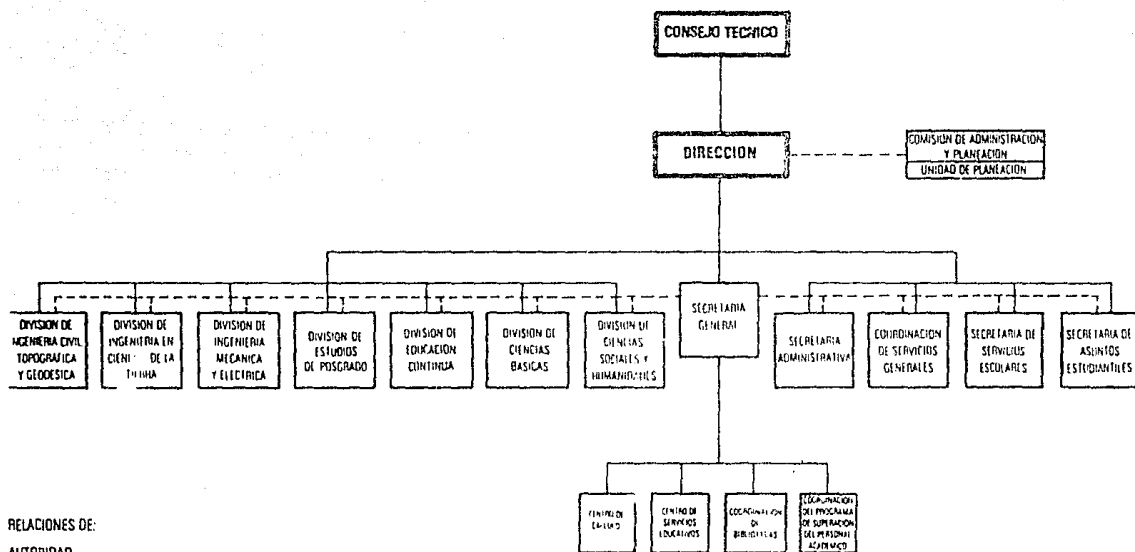 CONSEJO TECNICO
DIRECCION
COMISION DE ADMINISTRACION
Y PLANEACION
UNIDAD DE PLANEACION
DIVISION DE
INGENIERIA CIVIL
TOPOGRAFICA
Y GEODESICA
DIVISION DE
INGENIERIA EN
DE LA
TIERRA
DIVISION DE
INGENIERIA
MECANICA
Y ELECTRICA
DIVISION DE
ESTUDIOS
DE POSGRADO
DIVISION DE
EDUCACION
CONTINUA
DIVISION DE
CIENCIAS
BASICAS
DIVISION DE
CIENCIAS
SOCIALES Y
HUMANIDADES
SECRETARIA
GENERAL
SECRETARIA
ADMINISTRATIVA
COORDINACION
DE SERVICIOS
GENERALES
SECRETARIA DE
SERVICIOS
ESCOLARES
SECRETARIA DE
ASUNTOS
ESTUDIANTILES
CENTRO DE
CALCULO
CENTRO DE
SERVICIOS
EDUCATIVOS
COORDINACION
DE
BIBLIOTECAS
COORDINACION
DEL PROGRAMA
DE SUPERACION
DEL PERSONAL
ACADEMICO
RELACIONES DE:
AUTORIDAD